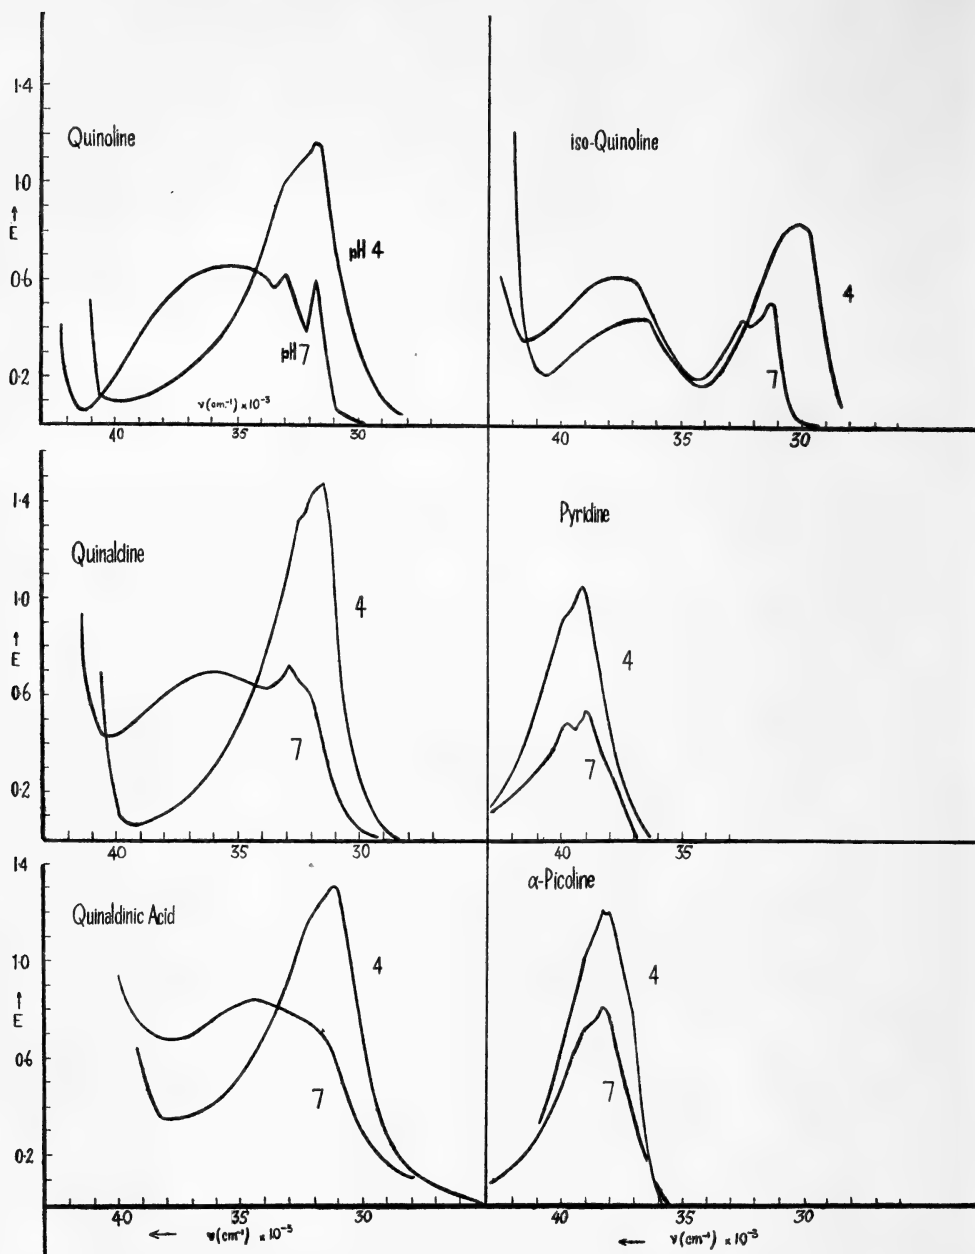 Quinoline
1·4
1·0
↑
E
0·6
0·2
pH 4
pH 7
ν(cm⁻¹) × 10⁻³
40 35 30
iso-Quinoline
4
7
40 35 30
Quinaldine
1·4
1·0
↑
E
0·6
0·2
4
7
40 35 30
Pyridine
4
7
40 35
Quinaldinic Acid
1·4
1·0
↑
E
0·6
0·2
4
7
40 35 30
← ν(cm⁻¹) × 10⁻³
α-Picoline
4
7
40 35 30
← ν(cm⁻¹) × 10⁻³